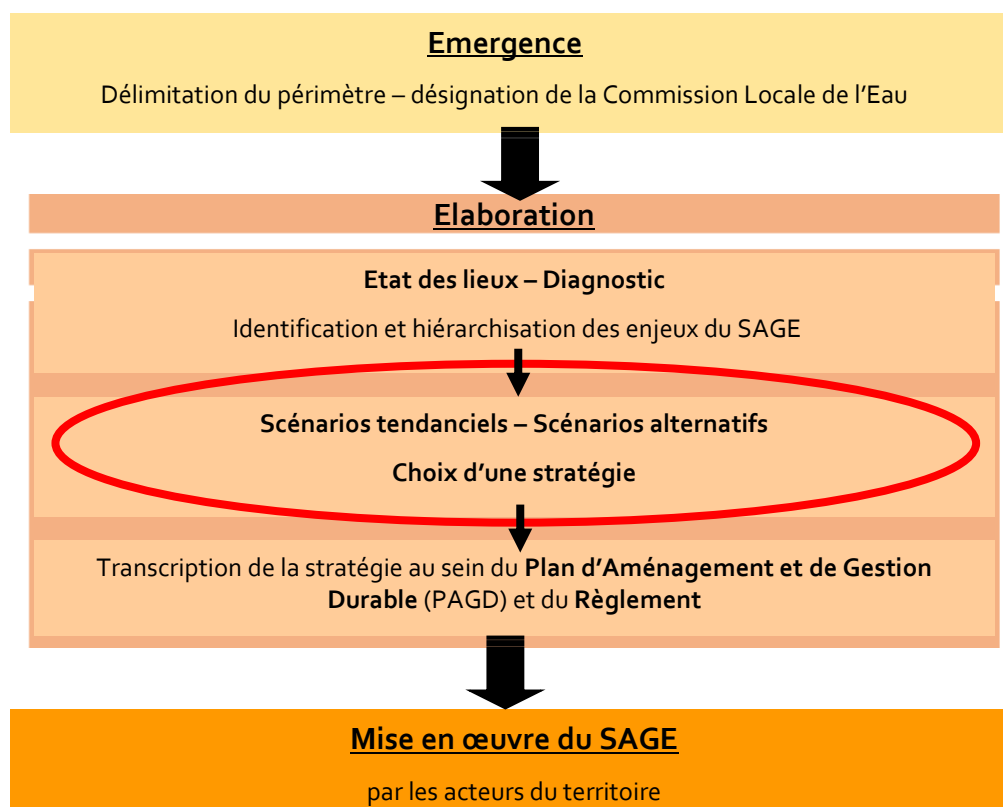 Emergence
Délimitation du périmètre – désignation de la Commission Locale de l'Eau
Elaboration
Etat des lieux – Diagnostic
Identification et hiérarchisation des enjeux du SAGE
Scénarios tendanciels – Scénarios alternatifs
Choix d'une stratégie
Transcription de la stratégie au sein du Plan d'Aménagement et de Gestion
Durable (PAGD) et du Règlement
Mise en œuvre du SAGE
par les acteurs du territoire